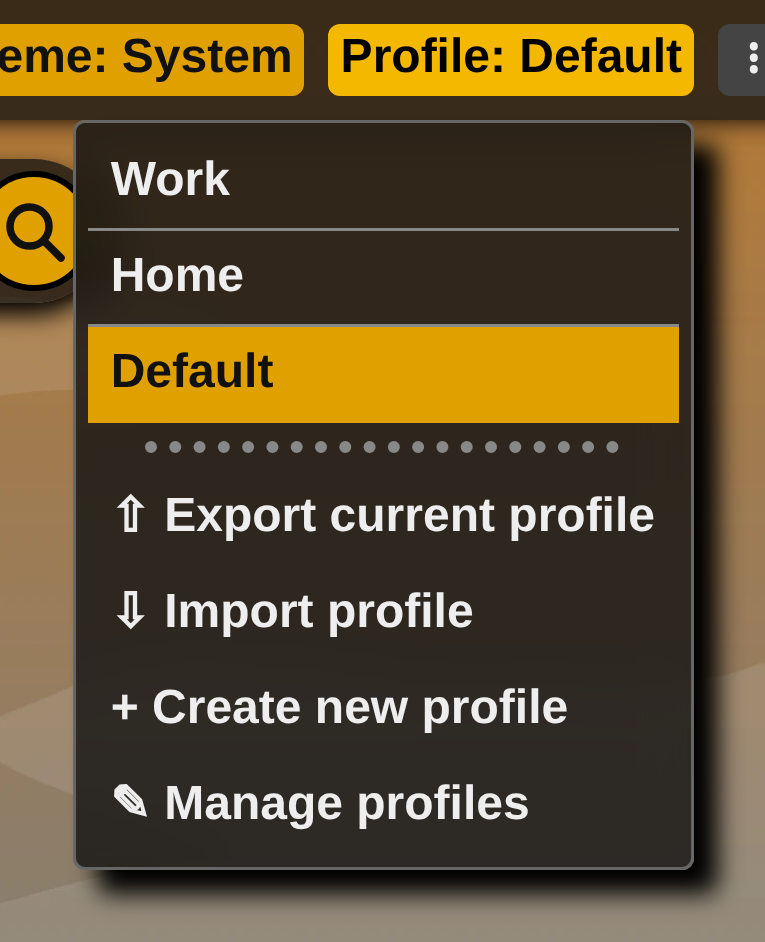 eme: System
Profile: Default
Work
Home
Default
⇧ Export current profile
⇩ Import profile
+ Create new profile
✎ Manage profiles